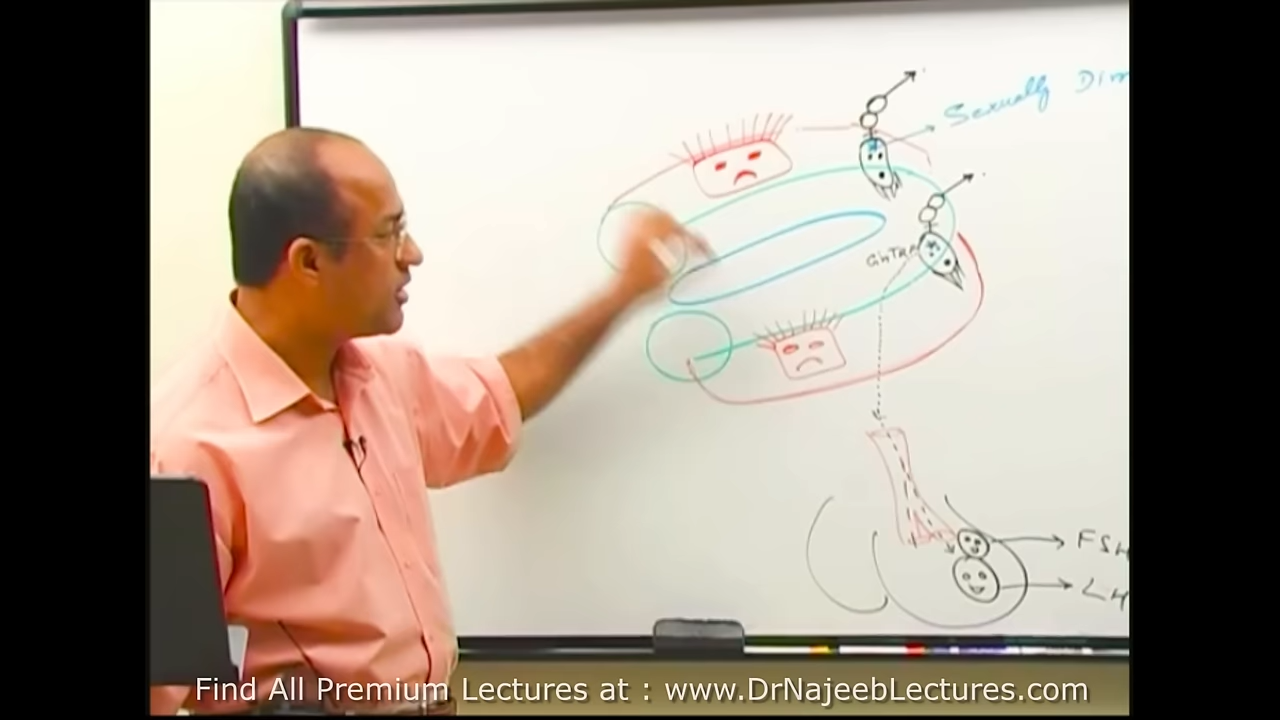 Sexually Dim
GnRH
FSH
LH
Find All Premium Lectures at : www.DrNajeebLectures.com